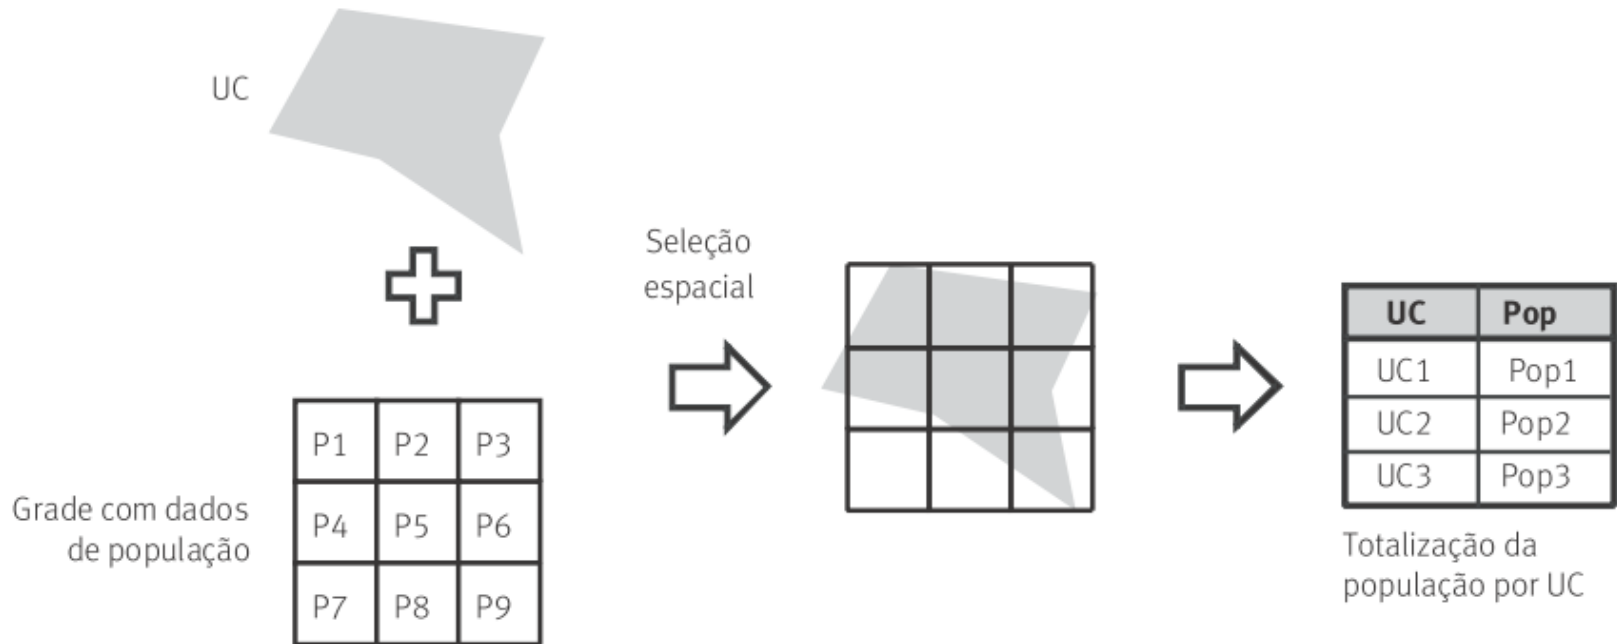 UC
Grade com dados
de população
P1 P2 P3
P4 P5 P6
P7 P8 P9
Seleção
espacial
UC Pop
UC1 Pop1
UC2 Pop2
UC3 Pop3
Totalização da
população por UC